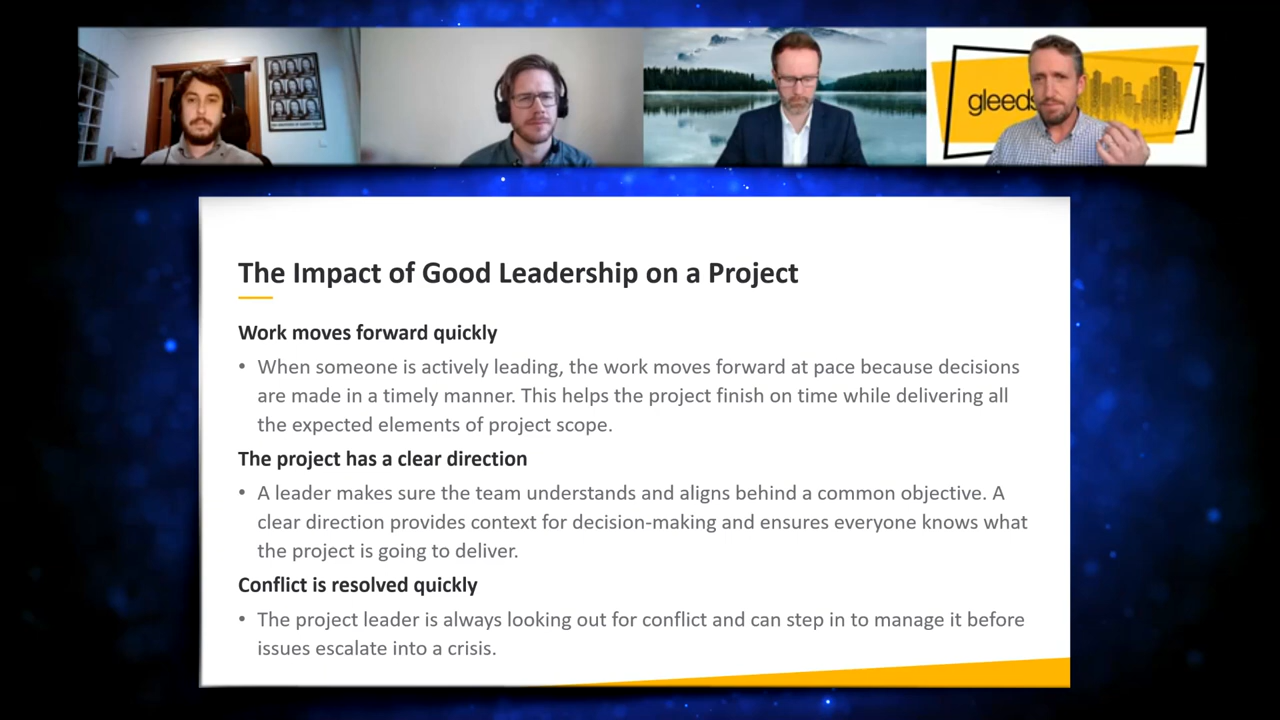 gleeds
The Impact of Good Leadership on a Project
Work moves forward quickly
• When someone is actively leading, the work moves forward at pace because decisions
are made in a timely manner. This helps the project finish on time while delivering all
the expected elements of project scope.
The project has a clear direction
• A leader makes sure the team understands and aligns behind a common objective. A
clear direction provides context for decision-making and ensures everyone knows what
the project is going to deliver.
Conflict is resolved quickly
• The project leader is always looking out for conflict and can step in to manage it before
issues escalate into a crisis.